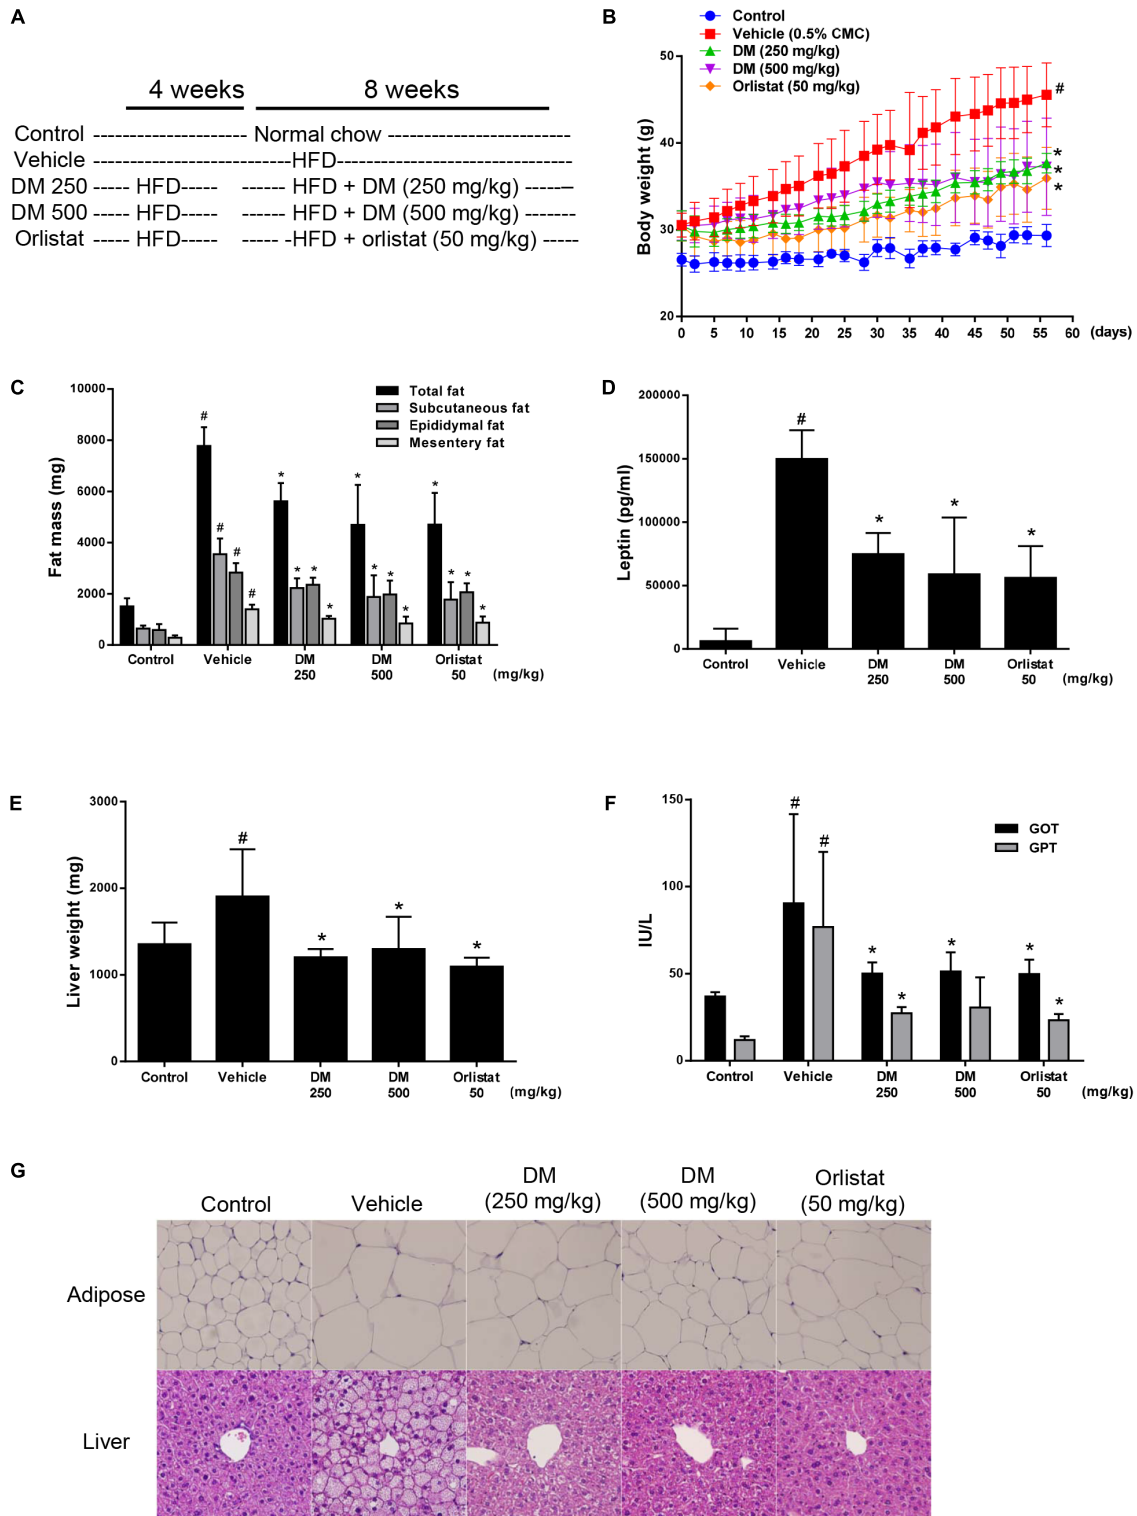 A
4 weeks 8 weeks
Control ----------------------- Normal chow ----------------------------
Vehicle ------------------------------HFD------------------------------------
DM 250 ----- HFD------ ------ HFD + DM (250 mg/kg) -------
DM 500 ----- HFD------ ------ HFD + DM (500 mg/kg) --------
Orlistat ----- HFD------ ----- -HFD + orlistat (50 mg/kg) ------
B
Control
Vehicle (0.5% CMC)
DM (250 mg/kg)
DM (500 mg/kg)
Orlistat (50 mg/kg)
Body weight (g)
50
40
30
20
#
*
*
*
0 5 10 15 20 25 30 35 40 45 50 55 60 (days)
C
Total fat
Subcutaneous fat
Epididymal fat
Mesentery fat
Fat mass (mg)
10000
8000
6000
4000
2000
0
# # # #
* * * *
* * * *
* * * *
Control Vehicle DM 250 DM 500 Orlistat 50 (mg/kg)
D
Leptin (pg/ml)
200000
150000
100000
50000
0
# * * *
Control Vehicle DM 250 DM 500 Orlistat 50 (mg/kg)
E
Liver weight (mg)
3000
2000
1000
0
# * * *
Control Vehicle DM 250 DM 500 Orlistat 50 (mg/kg)
F
GOT
GPT
IU/L
150
100
50
0
# # * * * * *
Control Vehicle DM 250 DM 500 Orlistat 50 (mg/kg)
G
Control Vehicle DM (250 mg/kg) DM (500 mg/kg) Orlistat (50 mg/kg)
Adipose
Liver